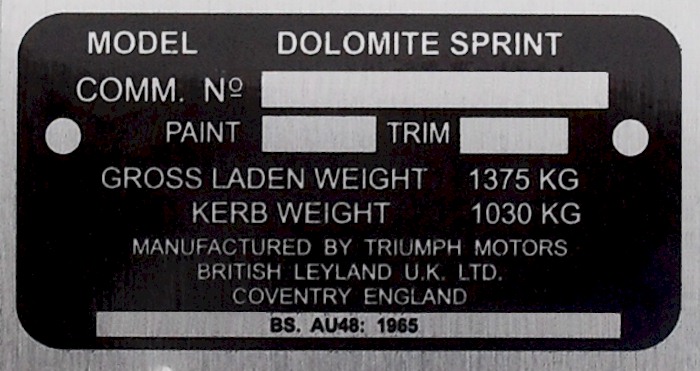 MODEL DOLOMITE SPRINT
COMM. Nº
PAINT TRIM
GROSS LADEN WEIGHT 1375 KG
KERB WEIGHT 1030 KG
MANUFACTURED BY TRIUMPH MOTORS
BRITISH LEYLAND U.K. LTD.
COVENTRY ENGLAND
BS. AU48: 1965